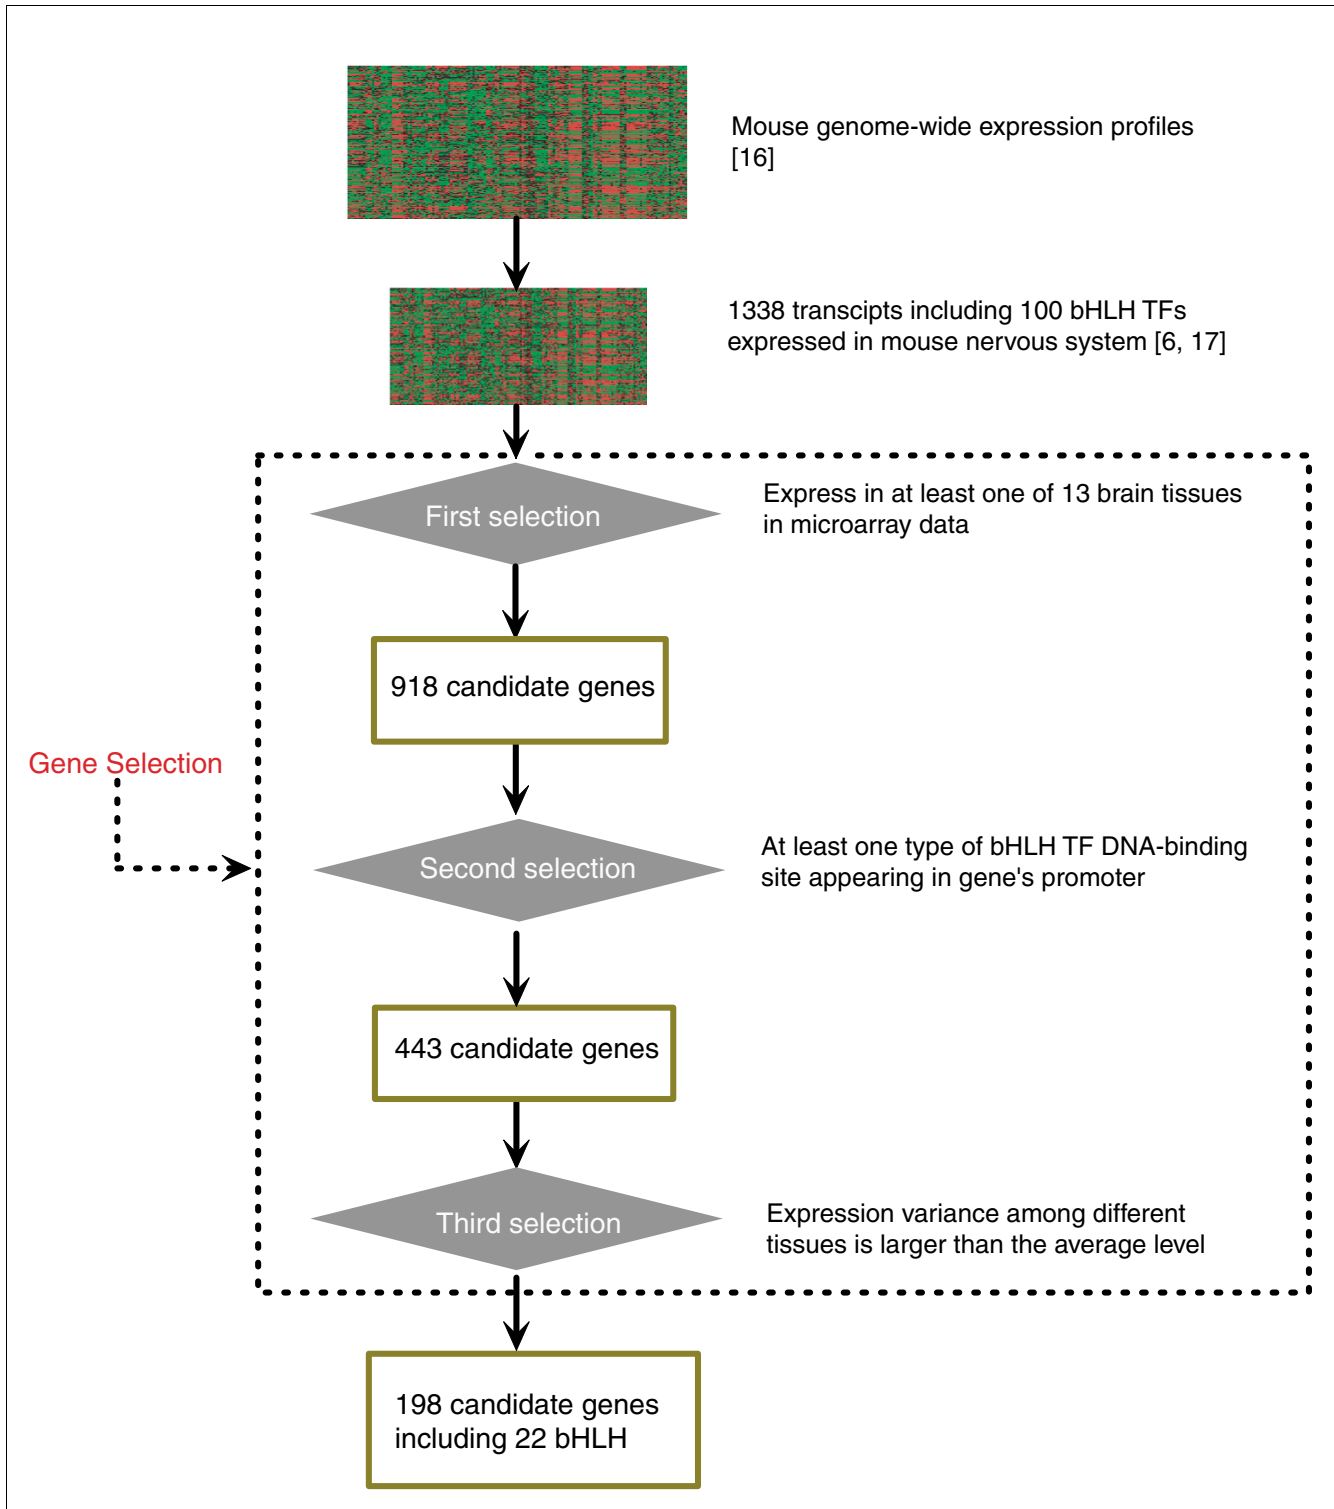 Mouse genome-wide expression profiles
[16]
1338 transcipts including 100 bHLH TFs
expressed in mouse nervous system [6, 17]
First selection
Express in at least one of 13 brain tissues
in microarray data
918 candidate genes
Gene Selection
Second selection
At least one type of bHLH TF DNA-binding
site appearing in gene's promoter
443 candidate genes
Third selection
Expression variance among different
tissues is larger than the average level
198 candidate genes
including 22 bHLH